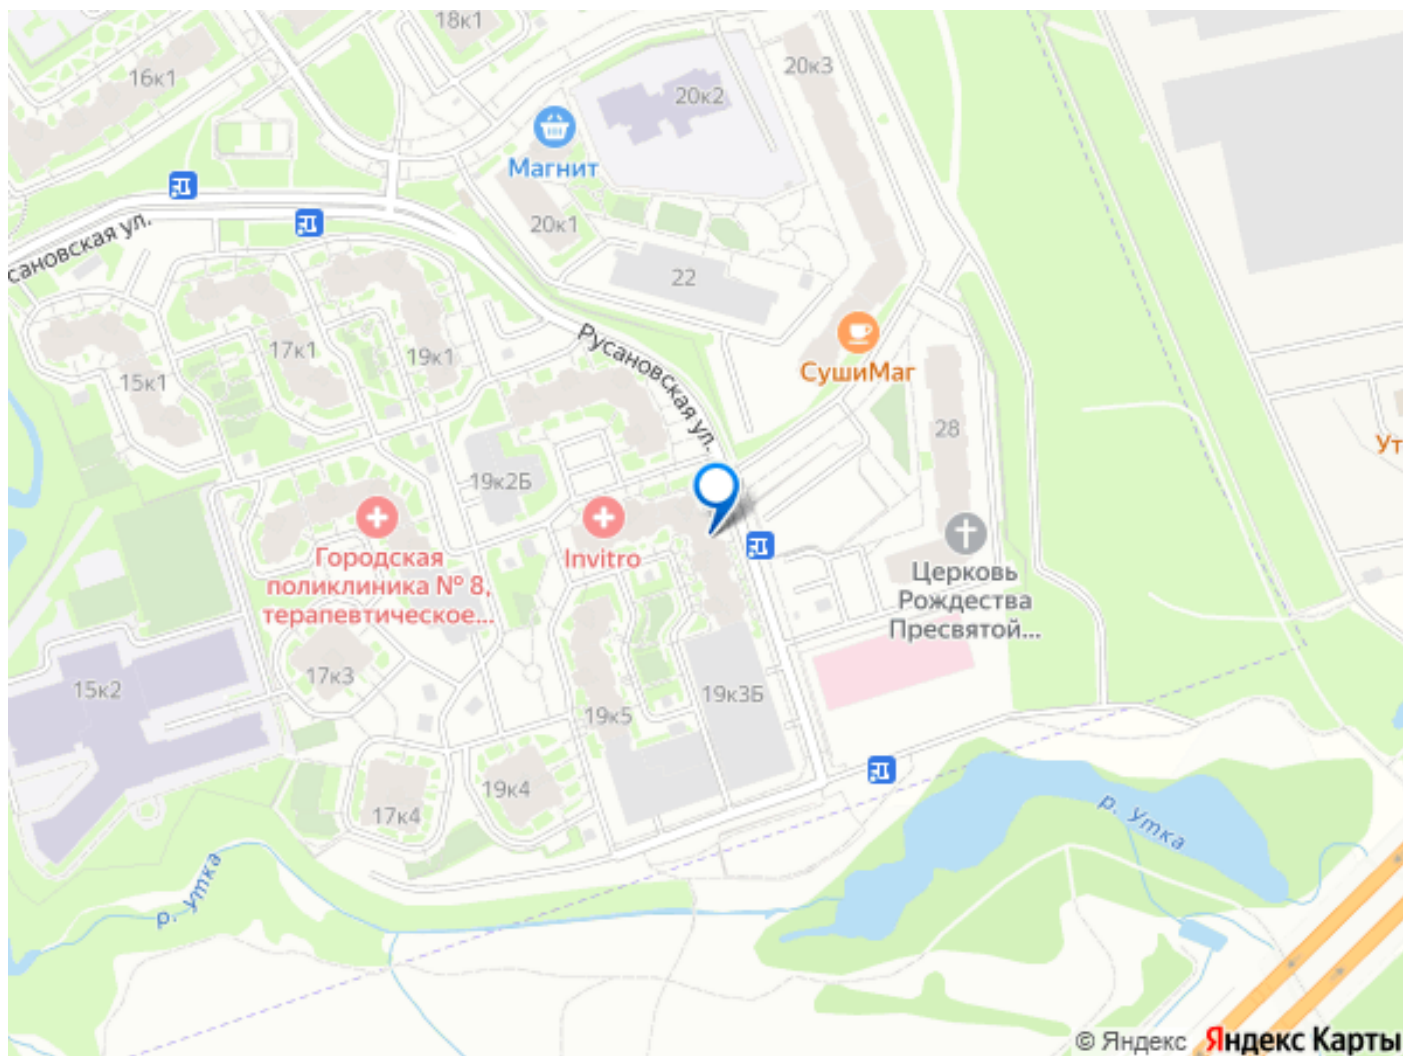 18к1
16к1
20к3
20к2
Магнит
сановская ул.
20к1
22
Русановская ул.
17к1
19к1
15к1
СушиМаг
28
Ут
19к2Б
Городская
поликлиника № 8,
терапевтическое...
Invitro
Церковь
Рождества
Пресвятой...
17к3
15к2
19к5
19к3Б
19к4
17к4
р. Утка
р. Утка
© Яндекс Яндекс Карты